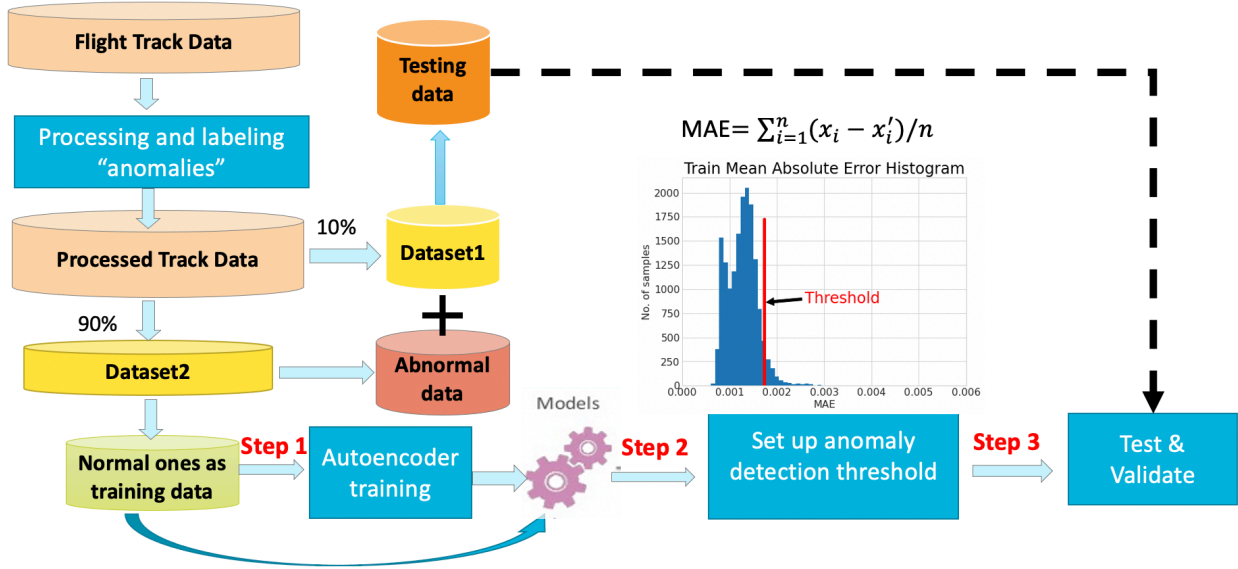 Flight Track Data
Processing and labeling
“anomalies”
Processed Track Data
10%
90%
Dataset2
Normal ones as
training data
Testing
data
Dataset1
+
Abnormal
data
Step 1
Autoencoder
training
Models
Step 2
MAE= ∑ᵢ₌₁ⁿ(xᵢ − xᵢ′)/n
Train Mean Absolute Error Histogram
No. of samples
2000
1750
1500
1250
1000
750
500
250
0
Threshold
0.000 0.001 0.002 0.003 0.004 0.005 0.006
MAE
Set up anomaly
detection threshold
Step 3
Test &
Validate